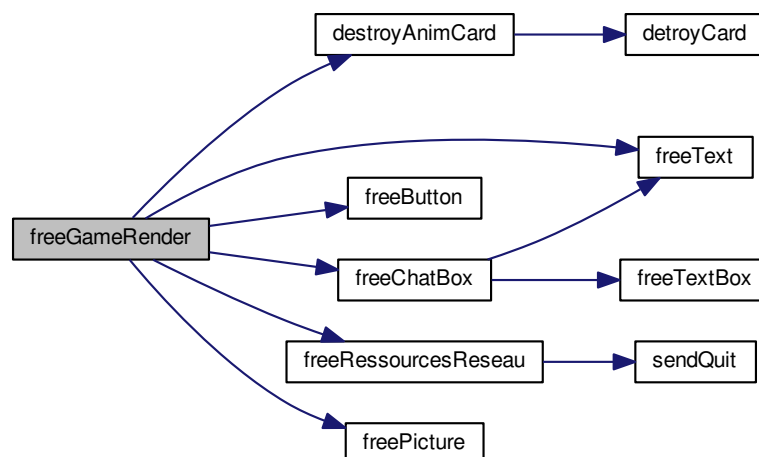 destroyAnimCard
detroyCard
freeText
freeButton
freeGameRender
freeChatBox
freeTextBox
freeRessourcesReseau
sendQuit
freePicture